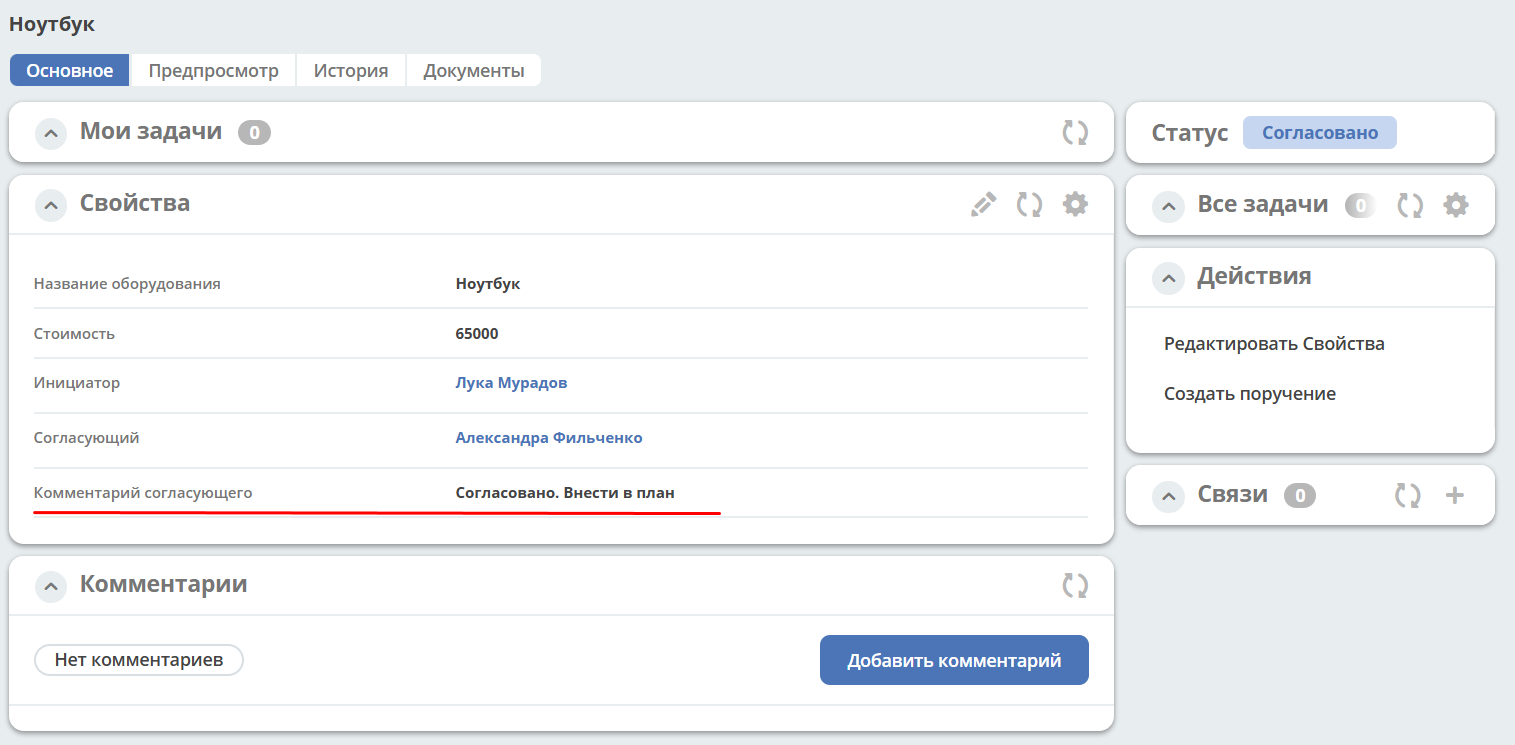 Ноутбук
Основное Предпросмотр История Документы
Мои задачи 0
Свойства
Название оборудования Ноутбук
Стоимость 65000
Инициатор Лука Мурадов
Согласующий Александра Фильченко
Комментарий согласующего Согласовано. Внести в план
Комментарии
Нет комментариев Добавить комментарий
Статус Согласовано
Все задачи 0
Действия
Редактировать Свойства
Создать поручение
Связи 0